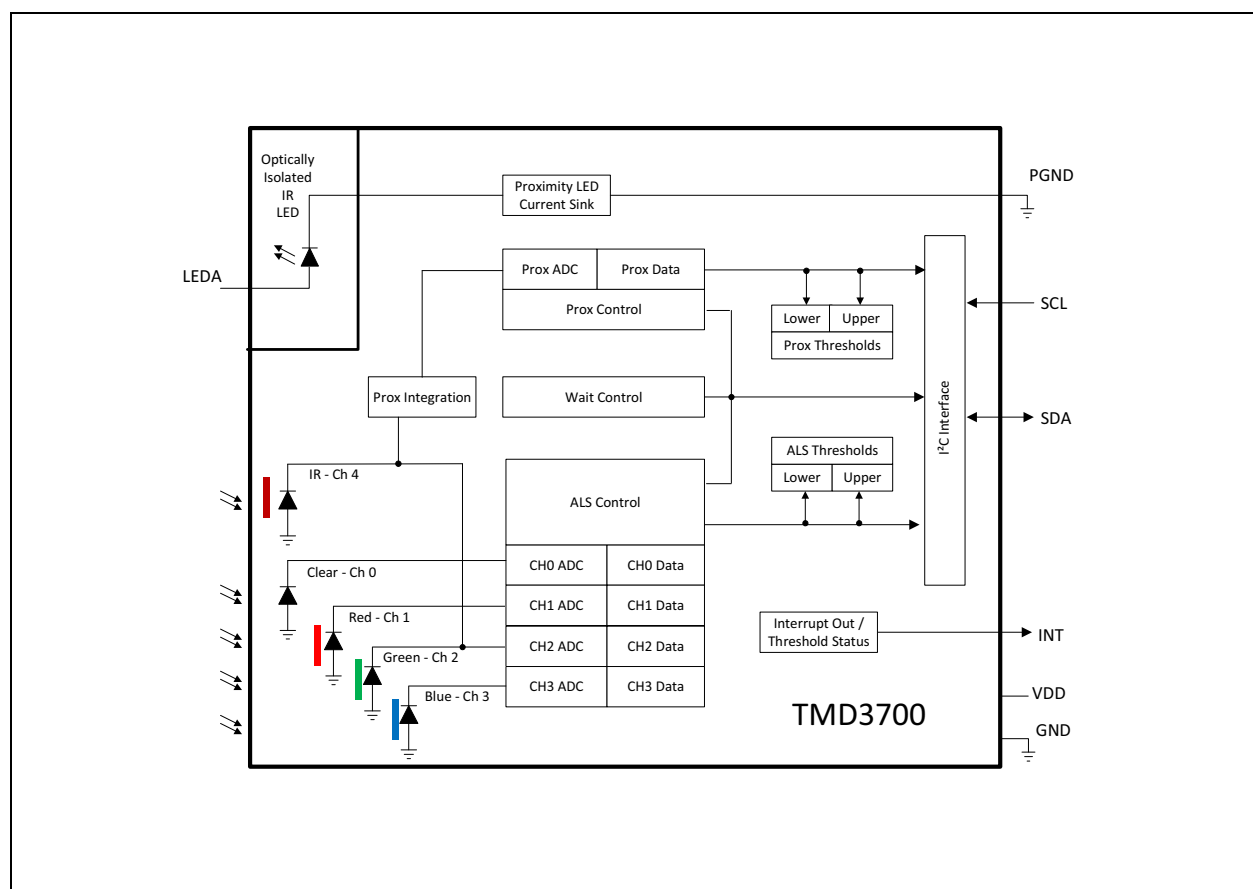 Optically
Isolated
IR
LED
Proximity LED
Current Sink
PGND
LEDA
Prox ADC
Prox Data
Prox Control
Lower
Upper
Prox Thresholds
SCL
Prox Integration
Wait Control
I²C Interface
SDA
ALS Thresholds
Lower
Upper
IR - Ch 4
ALS Control
Clear - Ch 0
CH0 ADC
CH0 Data
Red - Ch 1
CH1 ADC
CH1 Data
Interrupt Out /
Threshold Status
INT
Green - Ch 2
CH2 ADC
CH2 Data
Blue - Ch 3
CH3 ADC
CH3 Data
VDD
TMD3700
GND